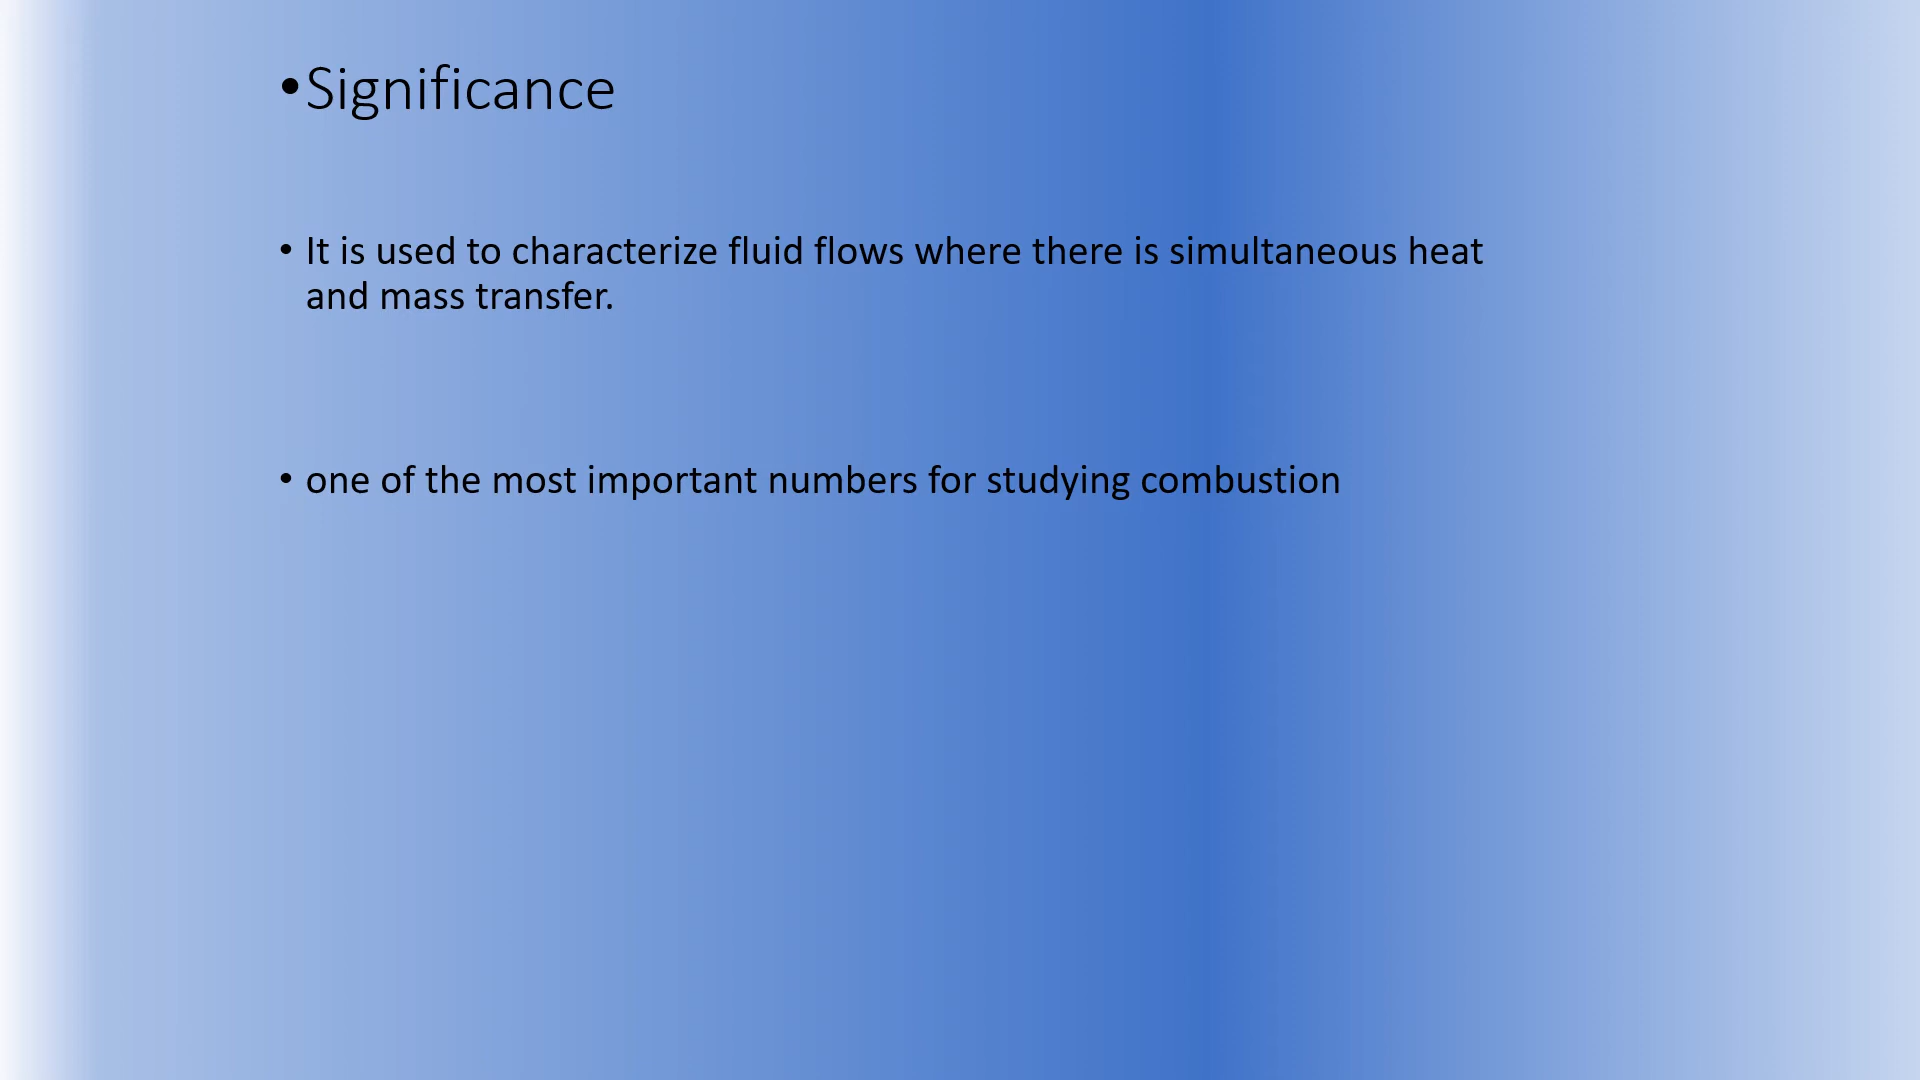 •Significance
• It is used to characterize fluid flows where there is simultaneous heat
and mass transfer.
• one of the most important numbers for studying combustion